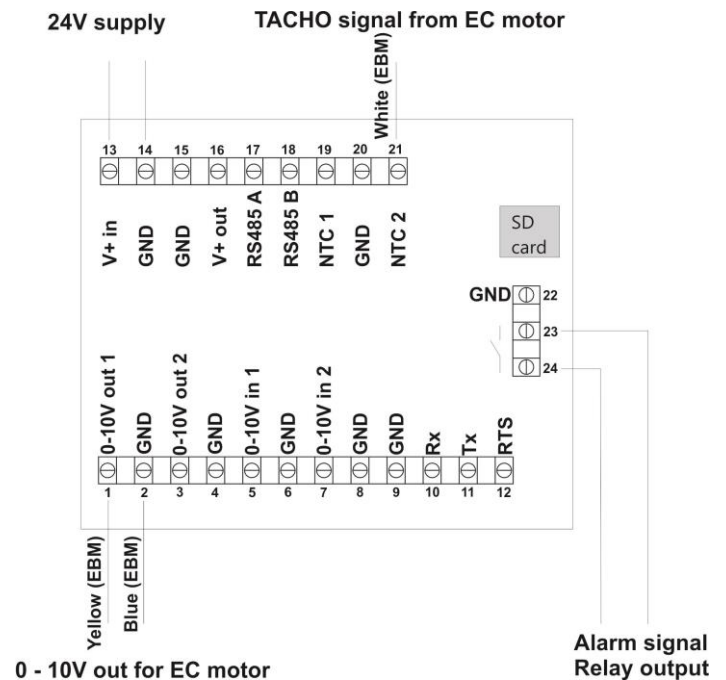 24V supply
TACHO signal from EC motor
White (EBM)
13 14 15 16 17 18 19 20 21
V+ in
GND
GND
V+ out
RS485 A
RS485 B
NTC 1
GND
NTC 2
SD
card
GND 22
23
24
0-10V out 1
GND
0-10V out 2
GND
0-10V in 1
GND
0-10V in 2
GND
GND
Rx
Tx
RTS
1 2 3 4 5 6 7 8 9 10 11 12
Yellow (EBM)
Blue (EBM)
0 - 10V out for EC motor
Alarm signal
Relay output